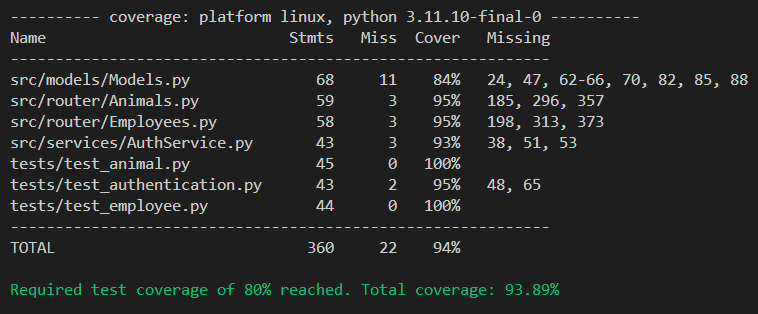 ---------- coverage: platform linux, python 3.11.10-final-0 ----------
Name                           Stmts   Miss  Cover   Missing
------------------------------------------------------------
src/models/Models.py              68     11    84%   24, 47, 62-66, 70, 82, 85, 88
src/router/Animals.py             59      3    95%   185, 296, 357
src/router/Employees.py           58      3    95%   198, 313, 373
src/services/AuthService.py       43      3    93%   38, 51, 53
tests/test_animal.py              45      0   100%
tests/test_authentication.py      43      2    95%   48, 65
tests/test_employee.py            44      0   100%
------------------------------------------------------------
TOTAL                            360     22    94%
Required test coverage of 80% reached. Total coverage: 93.89%